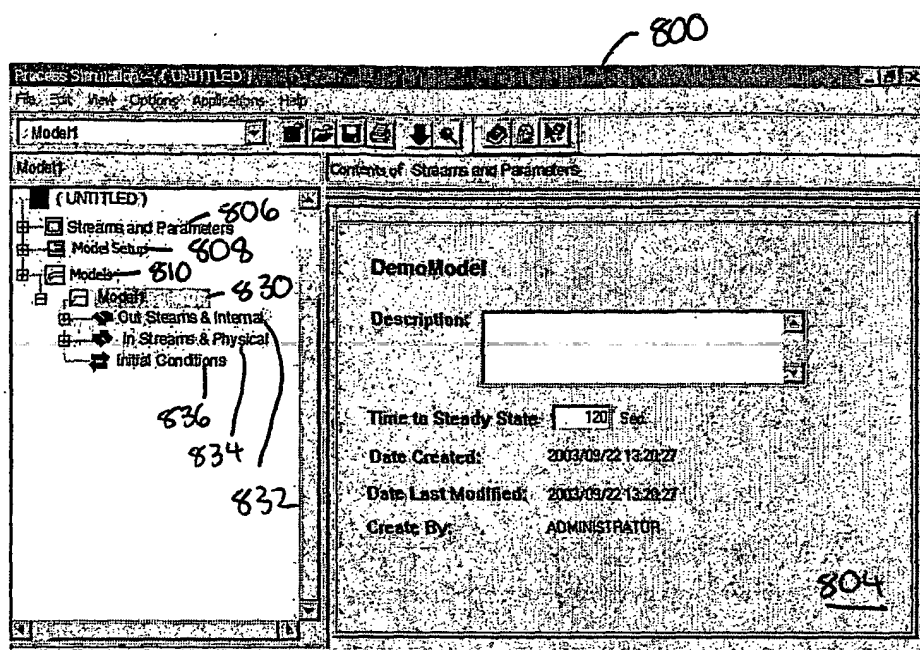 800
Process Simulation -- ( UNTITLED )
File Edit View Options Applications Help
: Model1
Model1
Contents of Streams and Parameters
( UNTITLED )
Streams and Parameters 806
Model Setup 808
Models 810
Model1 830
Out Streams & Internal
In Streams & Physical
Initial Conditions
836
834
832
DemoModel
Description:
Time to Steady State 120 Sec
Date Created: 2003/09/22 13:20:27
Date Last Modified: 2003/09/22 13:20:27
Create By: ADMINISTRATOR
804